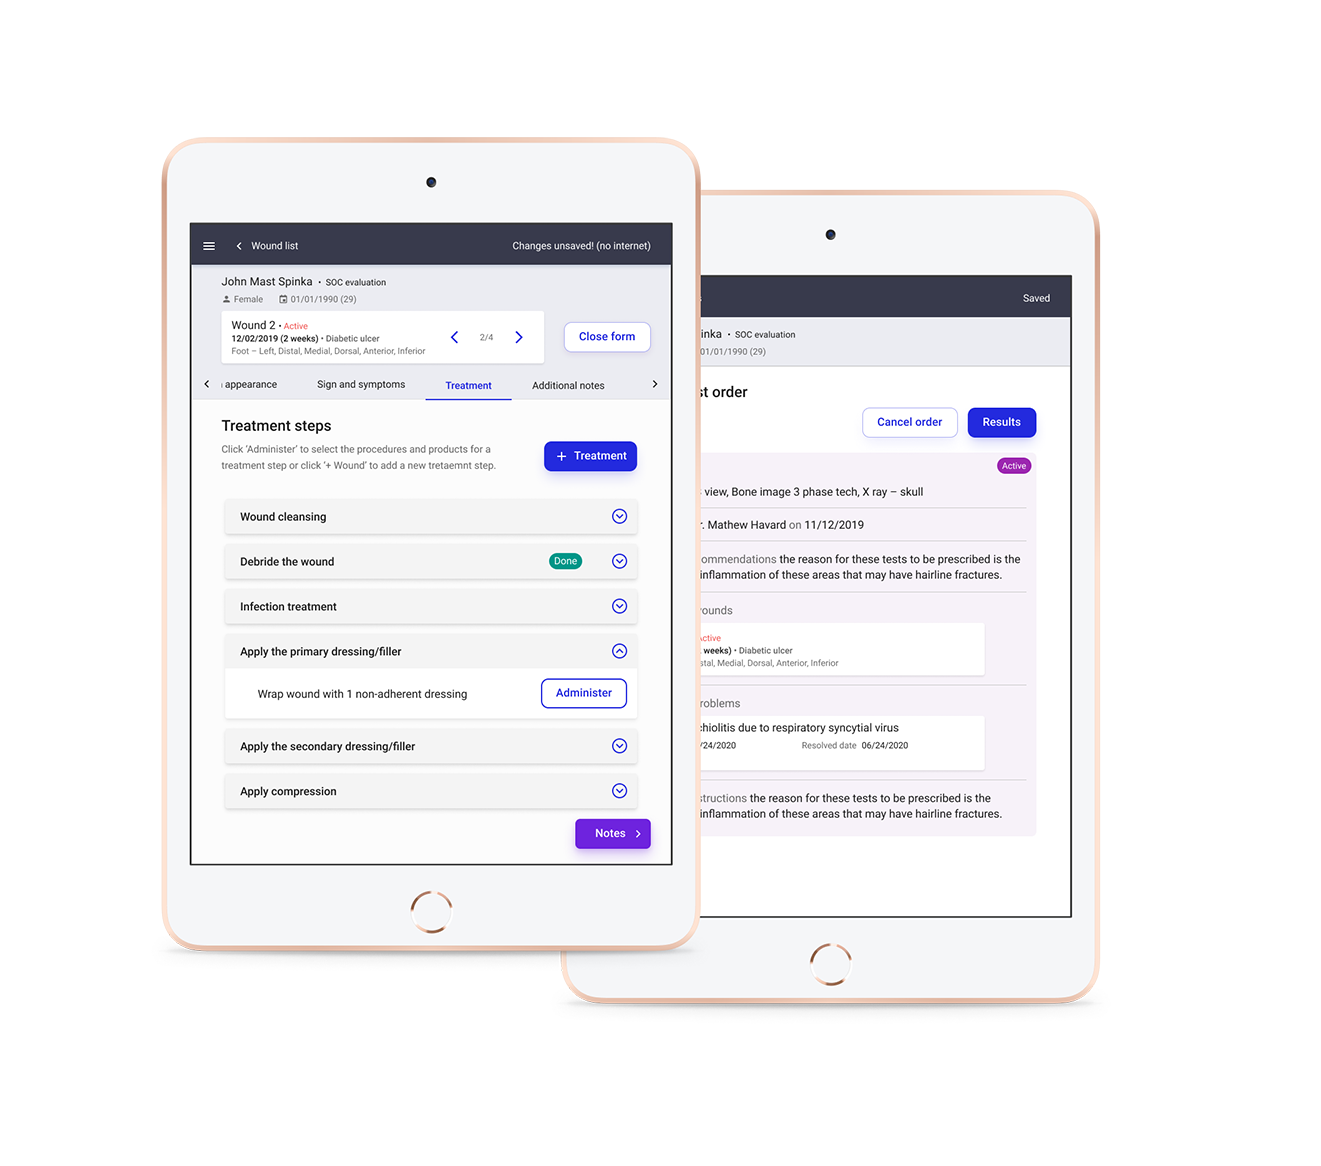 Wound list
Changes unsaved! (no internet)
John Mast Spinka • SOC evaluation
Female 01/01/1990 (29)
Wound 2 • Active
12/02/2019 (2 weeks) • Diabetic ulcer
Foot – Left, Distal, Medial, Dorsal, Anterior, Inferior
2/4
Close form
appearance
Sign and symptoms
Treatment
Additional notes
Treatment steps
Click ‘Administer’ to select the procedures and products for a
treatment step or click ‘+ Wound’ to add a new tretaemnt step.
+ Treatment
Wound cleansing
Debride the wound
Done
Infection treatment
Apply the primary dressing/filler
Wrap wound with 1 non-adherent dressing
Administer
Apply the secondary dressing/filler
Apply compression
Notes
Saved
inka • SOC evaluation
01/01/1990 (29)
st order
Cancel order
Results
Active
view, Bone image 3 phase tech, X ray – skull
r. Mathew Havard on 11/12/2019
ommendations the reason for these tests to be prescribed is the
inflammation of these areas that may have hairline fractures.
ounds
Active
weeks) • Diabetic ulcer
stal, Medial, Dorsal, Anterior, Inferior
roblems
chiolitis due to respiratory syncytial virus
/24/2020
Resolved date 06/24/2020
structions the reason for these tests to be prescribed is the
inflammation of these areas that may have hairline fractures.